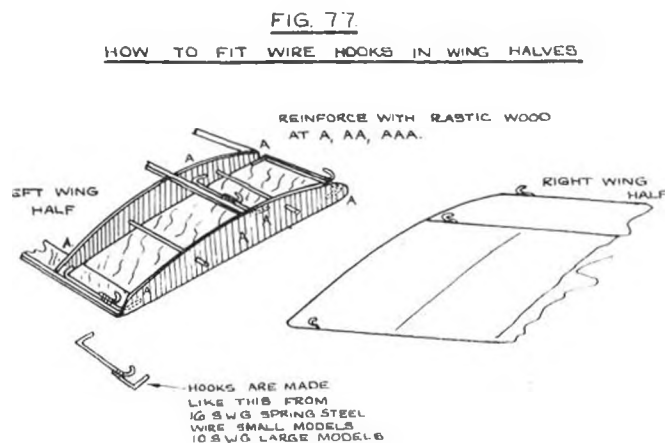 FIG. 77.
HOW TO FIT WIRE HOOKS IN WING HALVES
REINFORCE WITH PLASTIC WOOD
AT A, AA, AAA.
EFT WING
HALF
RIGHT WING
HALF
A
A
A
A
A
A
A
A
HOOKS ARE MADE
LIKE THIS FROM
16 SWG SPRING STEEL
WIRE SMALL MODELS
10 SWG LARGE MODELS